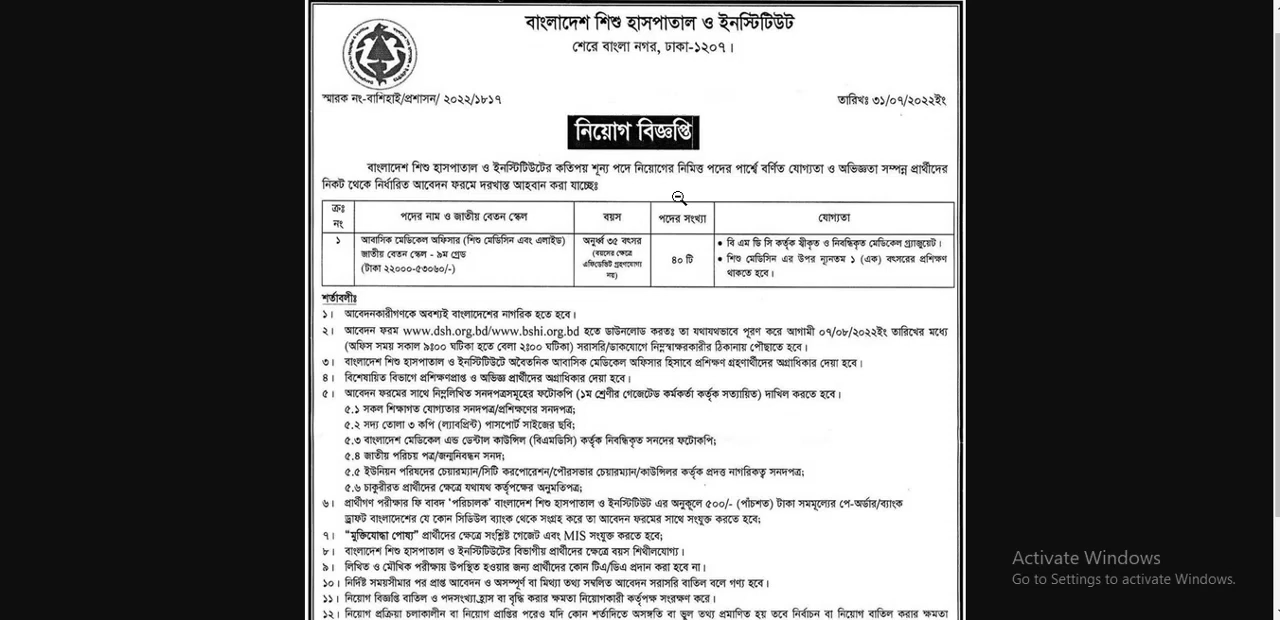 বাংলাদেশ শিশু হাসপাতাল ও ইনস্টিটিউট
শেরে বাংলা নগর, ঢাকা-১২০৭।
স্মারক নং-বাশিহাই/প্রশাসন/ ২০২২/১৮১৭
তারিখঃ ৩১/০৭/২০২২ইং
নিয়োগ বিজ্ঞপ্তি
বাংলাদেশ শিশু হাসপাতাল ও ইনস্টিটিউটের কতিপয় শূন্য পদে নিয়োগের নিমিত্ত পদের পার্শ্বে বর্ণিত যোগ্যতা ও অভিজ্ঞতা সম্পন্ন প্রার্থীদের
নিকট থেকে নির্ধারিত আবেদন ফরমে দরখাস্ত আহবান করা যাচ্ছেঃ
ক্রঃ নং
পদের নাম ও জাতীয় বেতন স্কেল
বয়স
পদের সংখ্যা
যোগ্যতা
১
আবাসিক মেডিকেল অফিসার (শিশু মেডিসিন এবং এলাইড)
জাতীয় বেতন স্কেল - ৯ম গ্রেড
(টাকা ২২০০০-৫৩০৬০/-)
অনুর্ধ্ব ৩৫ বৎসর
(বয়সের ক্ষেত্রে
এফিডেভিট গ্রহণযোগ্য
নয়)
৪০ টি
• বি এম ডি সি কর্তৃক স্বীকৃত ও নিবন্ধিকৃত মেডিকেল গ্র্যাজুয়েট।
• শিশু মেডিসিন এর উপর ন্যূনতম ১ (এক) বৎসরের প্রশিক্ষণ
থাকতে হবে।
শর্তাবলীঃ
১। আবেদনকারীগণকে অবশ্যই বাংলাদেশের নাগরিক হতে হবে।
২। আবেদন ফরম www.dsh.org.bd/www.bshi.org.bd হতে ডাউনলোড করতঃ তা যথাযথভাবে পূরণ করে আগামী ০৭/০৮/২০২২ইং তারিখের মধ্যে
(অফিস সময় সকাল ৯ঃ০০ ঘটিকা হতে বেলা ২ঃ০০ ঘটিকা) সরাসরি/ডাকযোগে নিম্নস্বাক্ষরকারীর ঠিকানায় পৌছাতে হবে।
৩। বাংলাদেশ শিশু হাসপাতাল ও ইনস্টিটিউটে অবৈতনিক আবাসিক মেডিকেল অফিসার হিসাবে প্রশিক্ষণ গ্রহণার্থীদের অগ্রাধিকার দেয়া হবে।
৪। বিশেষায়িত বিভাগে প্রশিক্ষণপ্রাপ্ত ও অভিজ্ঞ প্রার্থীদের অগ্রাধিকার দেয়া হবে।
৫। আবেদন ফরমের সাথে নিম্নলিখিত সনদপত্রসমূহের ফটোকপি (১ম শ্রেণীর গেজেটেড কর্মকর্তা কর্তৃক সত্যায়িত) দাখিল করতে হবে।
৫.১ সকল শিক্ষাগত যোগ্যতার সনদপত্র/প্রশিক্ষণের সনদপত্র;
৫.২ সদ্য তোলা ৩ কপি (ল্যাবপ্রিন্ট) পাসপোর্ট সাইজের ছবি;
৫.৩ বাংলাদেশ মেডিকেল এন্ড ডেন্টাল কাউন্সিল (বিএমডিসি) কর্তৃক নিবন্ধিকৃত সনদের ফটোকপি;
৫.৪ জাতীয় পরিচয় পত্র/জন্মনিবন্ধন সনদ;
৫.৫ ইউনিয়ন পরিষদের চেয়ারম্যান/সিটি করপোরেশন/পৌরসভার চেয়ারম্যান/কাউন্সিলর কর্তৃক প্রদত্ত নাগরিকত্ব সনদপত্র;
৫.৬ চাকুরীরত প্রার্থীদের ক্ষেত্রে যথাযথ কর্তৃপক্ষের অনুমতিপত্র;
৬। প্রার্থীগণ পরীক্ষার ফি বাবদ 'পরিচালক' বাংলাদেশ শিশু হাসপাতাল ও ইনস্টিটিউট এর অনুকূলে ৫০০/- (পাঁচশত) টাকা সমমূল্যের পে-অর্ডার/ব্যাংক
ড্রাফট বাংলাদেশের যে কোন সিডিউল ব্যাংক থেকে সংগ্রহ করে তা আবেদন ফরমের সাথে সংযুক্ত করতে হবে;
৭। "মুক্তিযোদ্ধা পোষ্য" প্রার্থীদের ক্ষেত্রে সংশ্লিষ্ট গেজেট এবং MIS সংযুক্ত করতে হবে;
৮। বাংলাদেশ শিশু হাসপাতাল ও ইনস্টিটিউটের বিভাগীয় প্রার্থীদের ক্ষেত্রে বয়স শিথীলযোগ্য।
৯। লিখিত ও মৌখিক পরীক্ষায় উপস্থিত হওয়ার জন্য প্রার্থীদের কোন টিএ/ডিএ প্রদান করা হবে না।
১০। নির্দিষ্ট সময়সীমার পর প্রাপ্ত আবেদন ও অসম্পূর্ণ বা মিথ্যা তথ্য সম্বলিত আবেদন সরাসরি বাতিল বলে গণ্য হবে।
১১। নিয়োগ বিজ্ঞপ্তি বাতিল ও পদসংখ্যা হ্রাস বা বৃদ্ধি করার ক্ষমতা নিয়োগকারী কর্তৃপক্ষ সংরক্ষণ করে।
১২। নিয়োগ প্রক্রিয়া চলাকালীন বা নিয়োগ প্রাপ্তির পরেও যদি কোন শর্তাদিতে অসঙ্গতি বা ভুল তথ্য প্রমাণিত হয় তবে নির্বাচন বা নিয়োগ বাতিল করার ক্ষমতা
Activate Windows
Go to Settings to activate Windows.